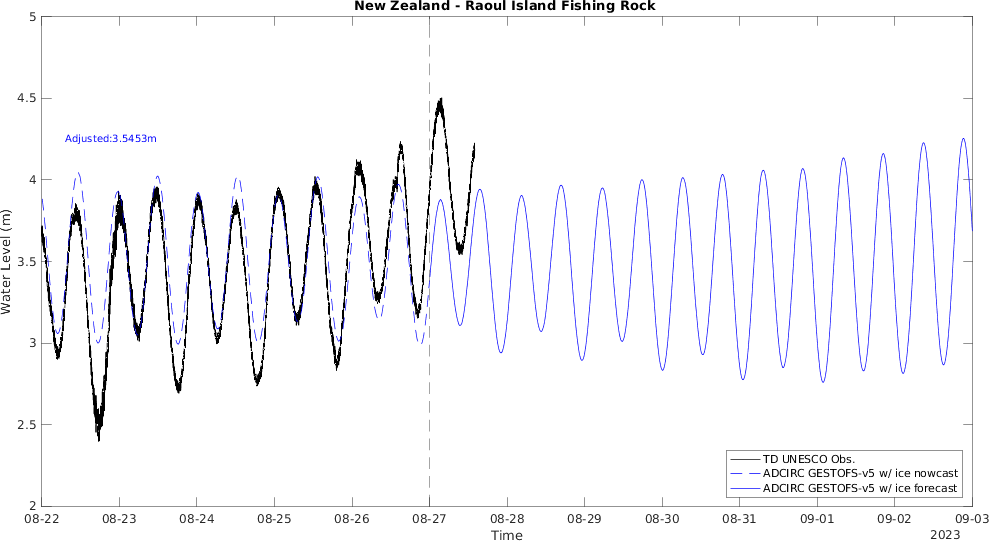 New Zealand - Raoul Island Fishing Rock
5
4.5
4
3.5
3
2.5
2
Water Level (m)
Adjusted:3.5453m
TD UNESCO Obs.
ADCIRC GESTOFS-v5 w/ ice nowcast
ADCIRC GESTOFS-v5 w/ ice forecast
08-22 08-23 08-24 08-25 08-26 08-27 08-28 08-29 08-30 08-31 09-01 09-02 09-03
Time
2023